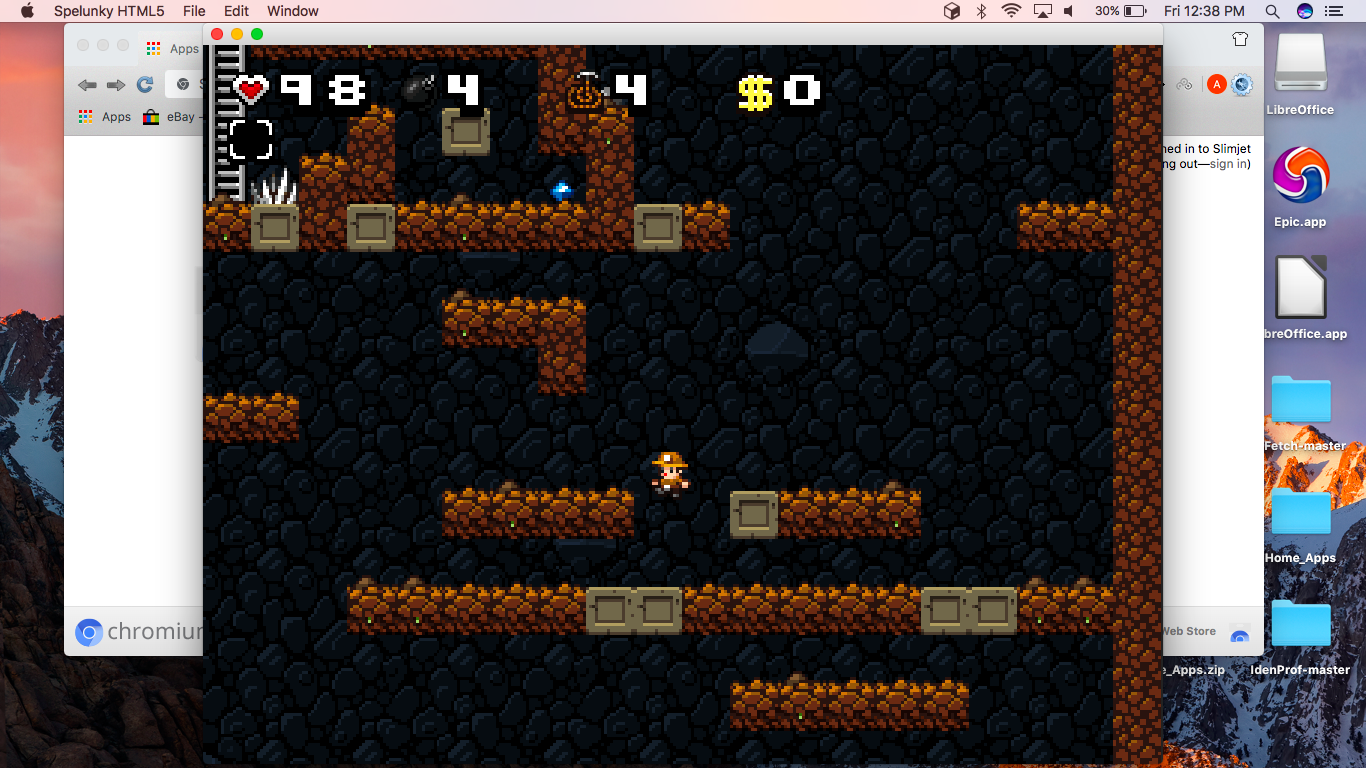 Spelunky HTML5 File Edit Window 30% Fri 12:38 PM
98 4 4 $0
Apps
Apps eBay
A
ned in to Slimjet
ng out—sign in)
LibreOffice
Epic.app
breOffice.app
Fetch-master
Home_Apps
chromium
Web Store
e_Apps.zip
IdenProf-master